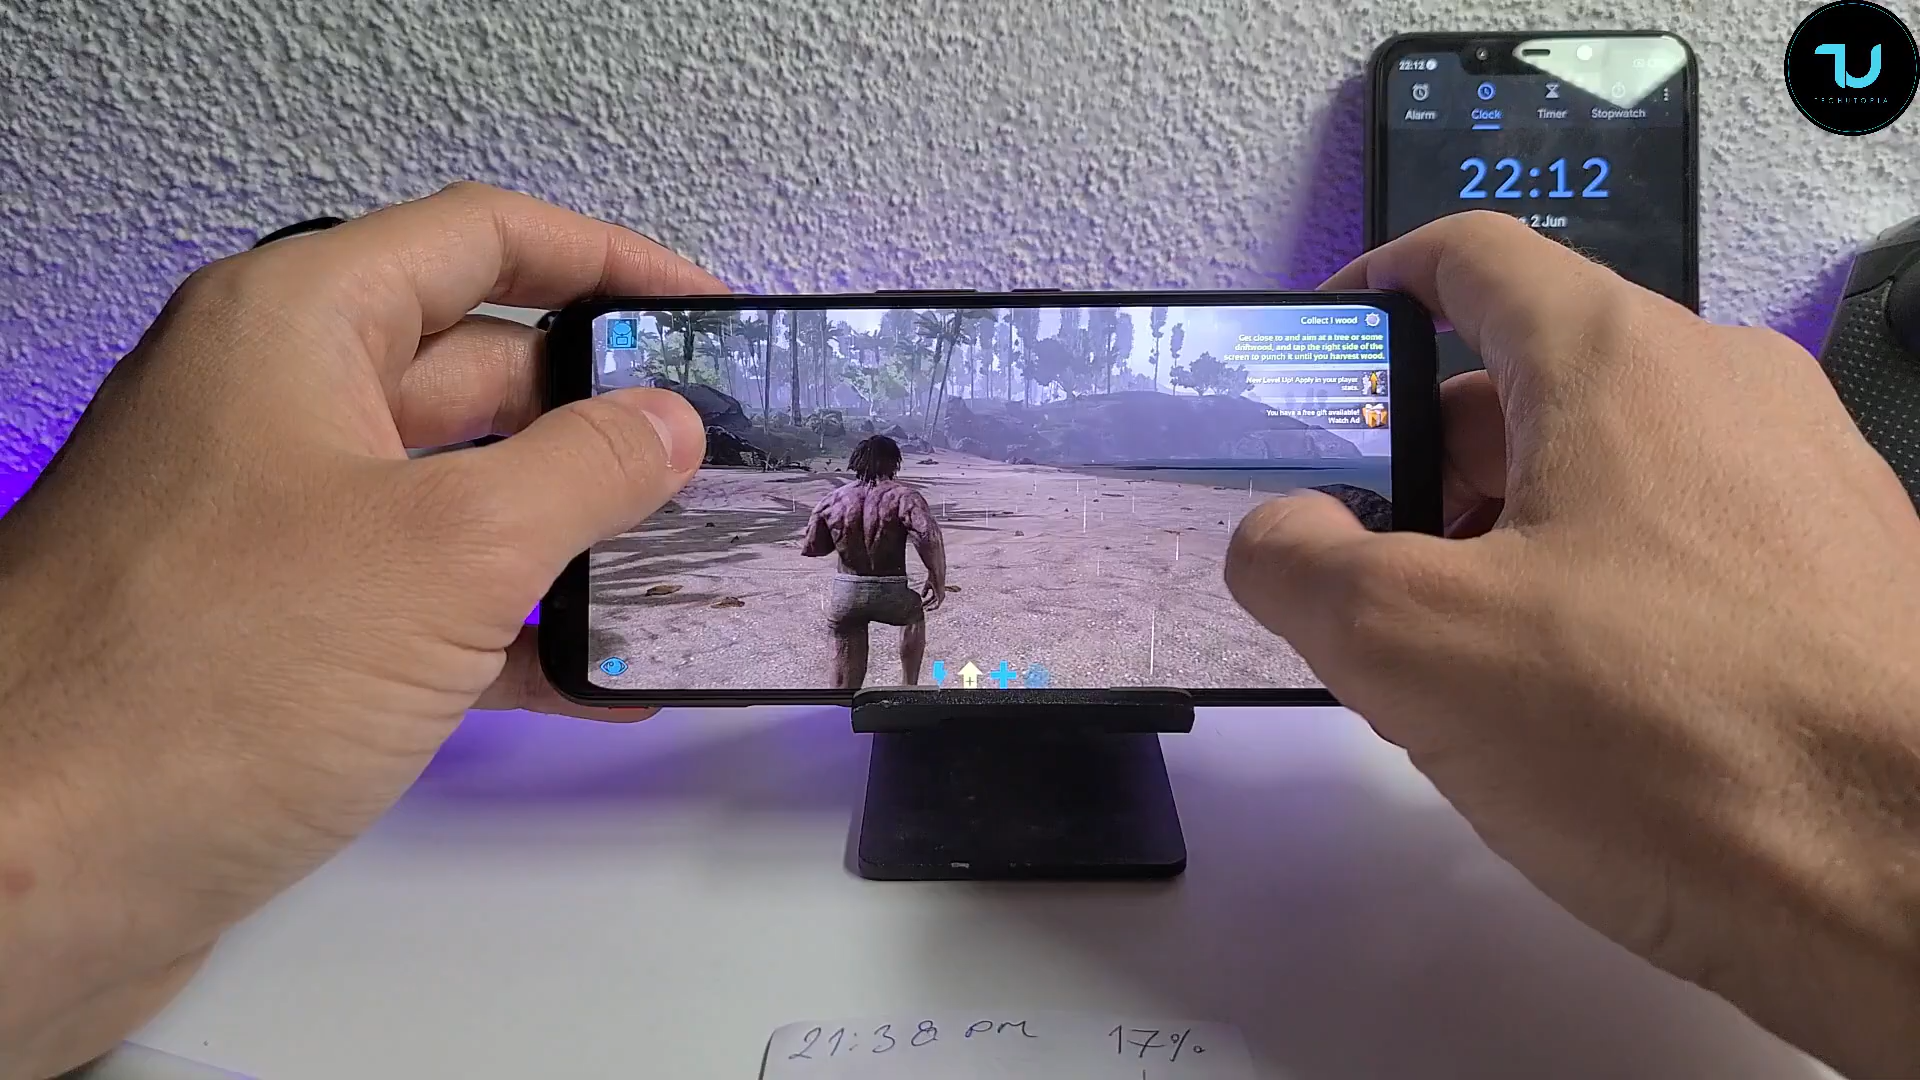 TECHUTOPIA
22:12
Alarm
Clock
Timer
Stopwatch
22:12
2 Jun
Collect 1 wood
Get close to and aim at a tree or some
driftwood, and tap the right side of the
screen to punch it until you harvest wood.
New Level Up! Apply in your player
stats.
You have a free gift available!
Watch Ad
21:38 pm 17%